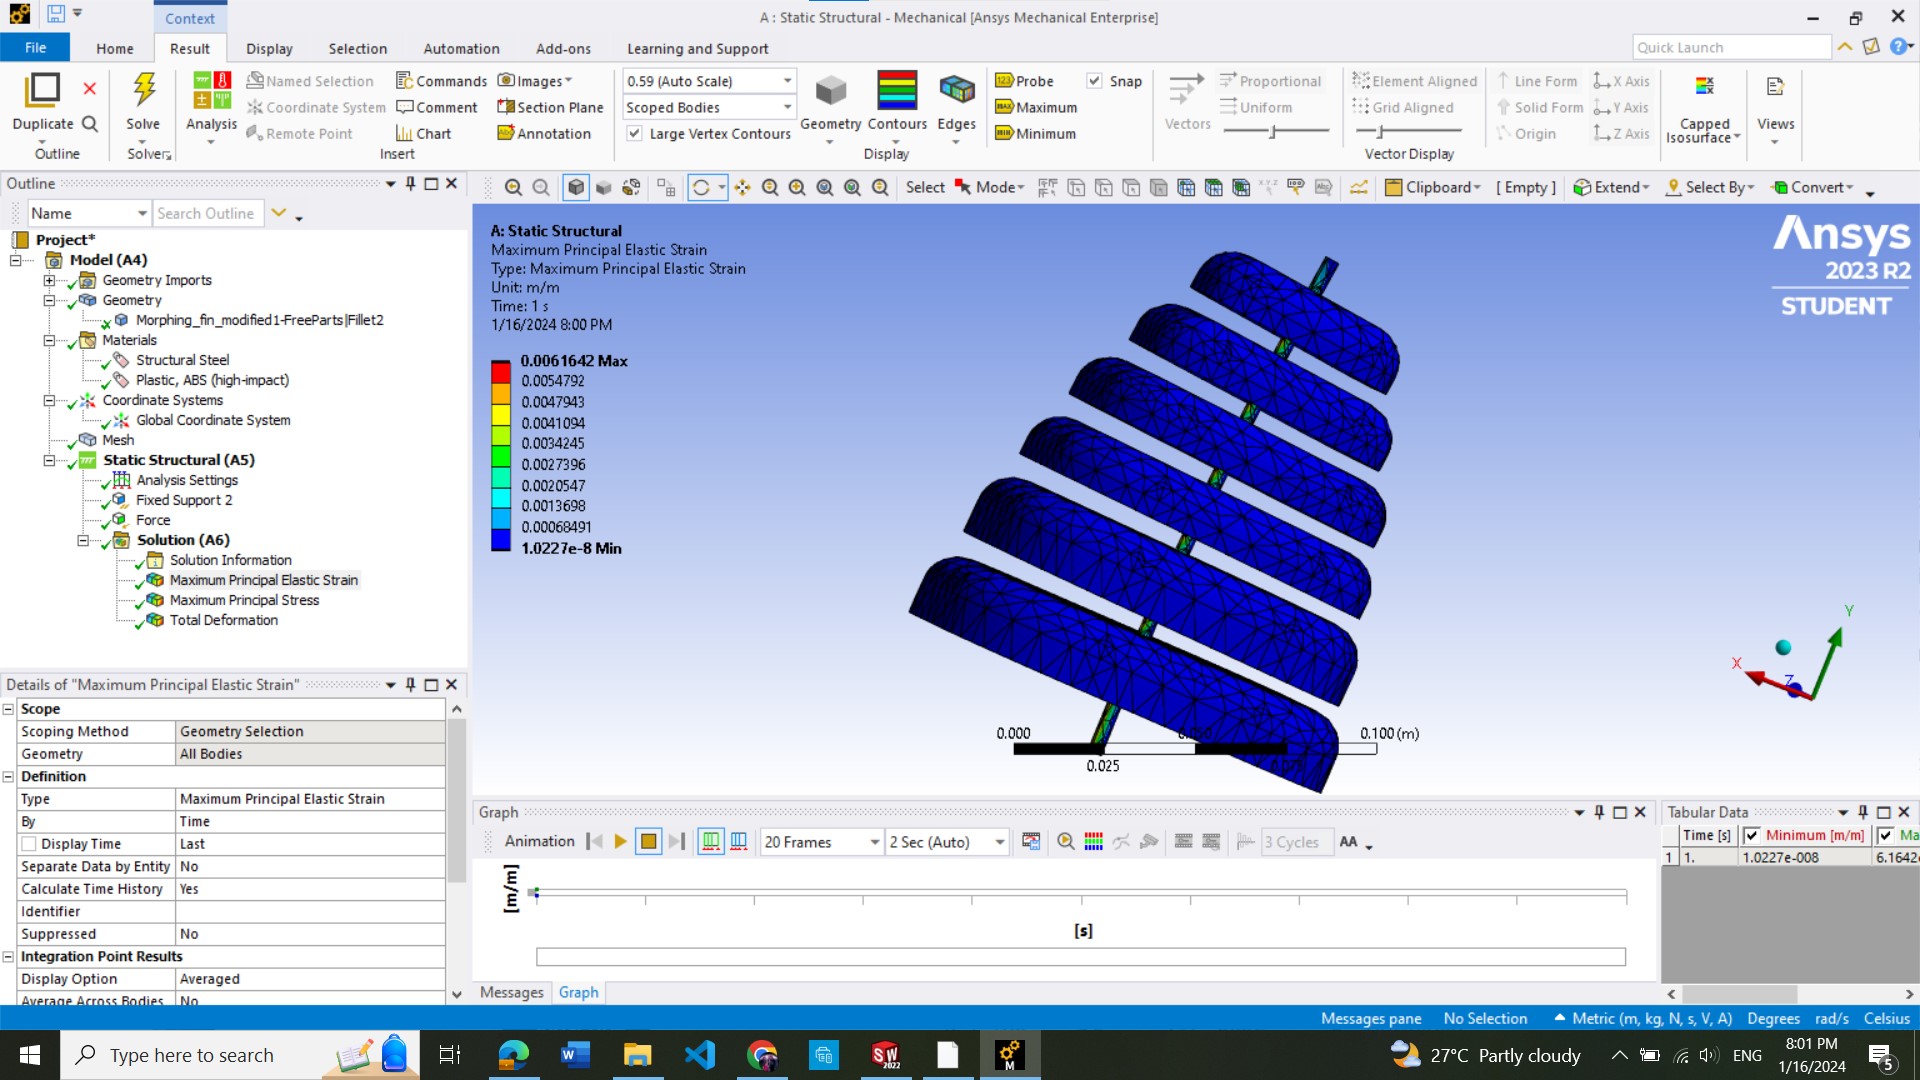 Context
A : Static Structural - Mechanical [Ansys Mechanical Enterprise]
File Home Result Display Selection Automation Add-ons Learning and Support Quick Launch
Named Selection Commands Images 0.59 (Auto Scale) Probe Snap Proportional Element Aligned Line Form X Axis
Coordinate System Comment Section Plane Scoped Bodies Maximum Uniform Grid Aligned Solid Form Y Axis
Duplicate Solve Analysis Remote Point Chart Annotation Large Vertex Contours Geometry Contours Edges Minimum Vectors Origin Z Axis Capped Isosurface Views
Outline Solver Insert Display Vector Display
Outline
Name Search Outline
Select Mode Clipboard [ Empty ] Extend Select By Convert
Project*
Model (A4)
Geometry Imports
Geometry
Morphing_fin_modified1-FreeParts|Fillet2
Materials
Structural Steel
Plastic, ABS (high-impact)
Coordinate Systems
Global Coordinate System
Mesh
Static Structural (A5)
Analysis Settings
Fixed Support 2
Force
Solution (A6)
Solution Information
Maximum Principal Elastic Strain
Maximum Principal Stress
Total Deformation
A: Static Structural
Maximum Principal Elastic Strain
Type: Maximum Principal Elastic Strain
Unit: m/m
Time: 1 s
1/16/2024 8:00 PM
0.0061642 Max
0.0054792
0.0047943
0.0041094
0.0034245
0.0027396
0.0020547
0.0013698
0.00068491
1.0227e-8 Min
Ansys
2023 R2
STUDENT
Y
X
Z
0.000 0.050 0.100 (m)
0.025 0.075
Details of "Maximum Principal Elastic Strain"
Scope
Scoping Method Geometry Selection
Geometry All Bodies
Definition
Type Maximum Principal Elastic Strain
By Time
Display Time Last
Separate Data by Entity No
Calculate Time History Yes
Identifier
Suppressed No
Integration Point Results
Display Option Averaged
Average Across Bodies No
Graph
Animation 20 Frames 2 Sec (Auto) 3 Cycles AA
[m/m]
[s]
Messages Graph
Tabular Data
Time [s] Minimum [m/m] Ma
1 1. 1.0227e-008 6.1642
Messages pane No Selection Metric (m, kg, N, s, V, A) Degrees rad/s Celsius
Type here to search
27°C Partly cloudy ENG 8:01 PM
1/16/2024
5